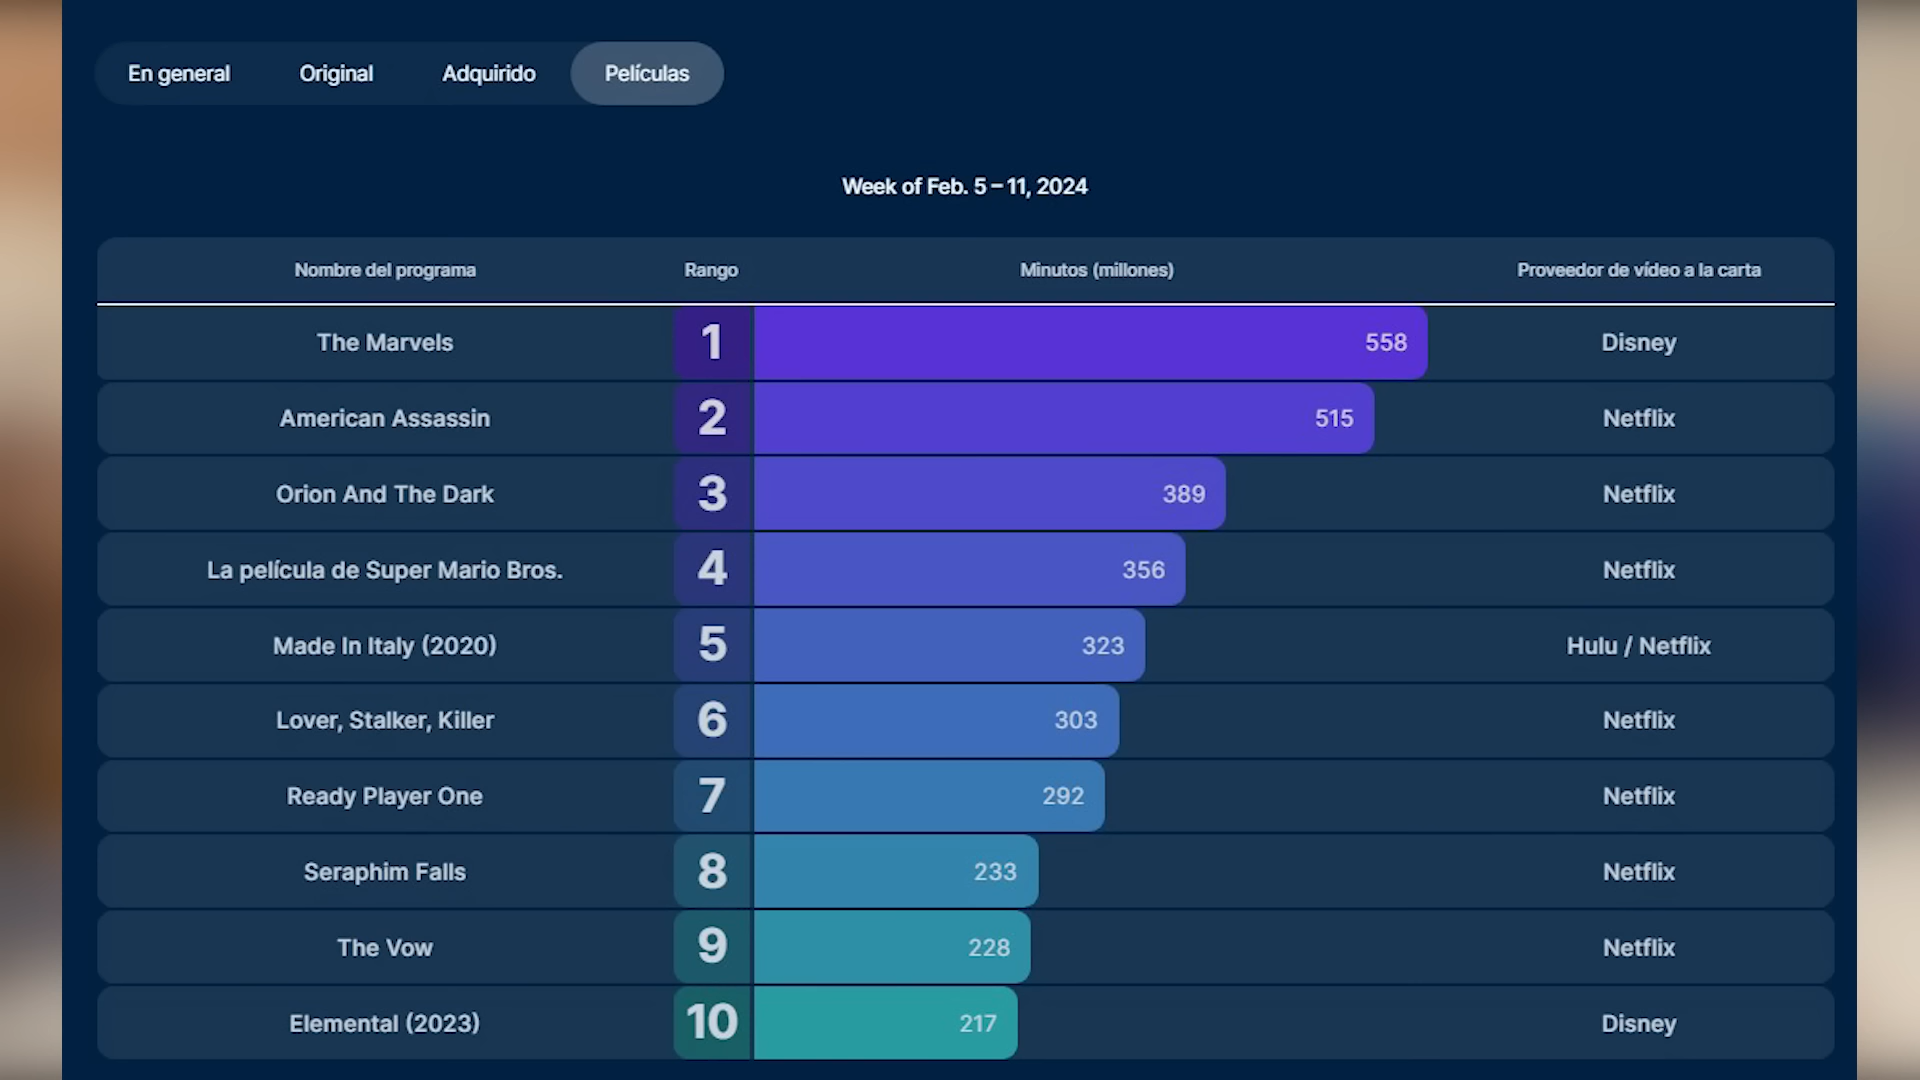 En general Original Adquirido Películas
Week of Feb. 5 – 11, 2024
Nombre del programa Rango Minutos (millones) Proveedor de vídeo a la carta
The Marvels 1 558 Disney
American Assassin 2 515 Netflix
Orion And The Dark 3 389 Netflix
La película de Super Mario Bros. 4 356 Netflix
Made In Italy (2020) 5 323 Hulu / Netflix
Lover, Stalker, Killer 6 303 Netflix
Ready Player One 7 292 Netflix
Seraphim Falls 8 233 Netflix
The Vow 9 228 Netflix
Elemental (2023) 10 217 Disney